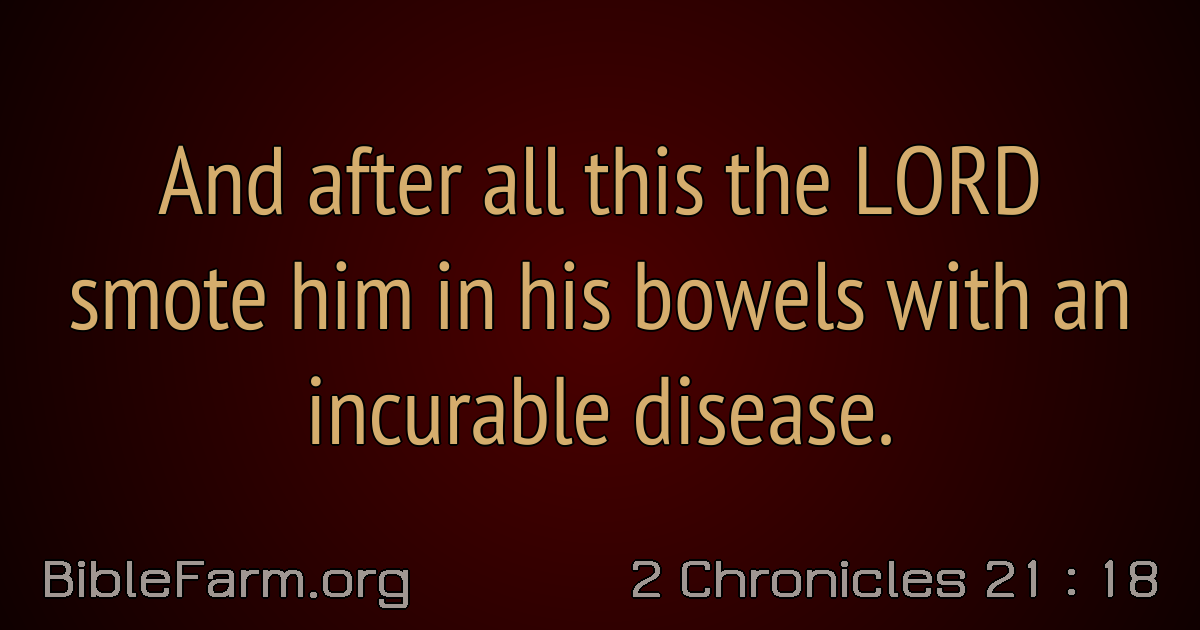 And after all this the LORD
smote him in his bowels with an
incurable disease.
BibleFarm.org
2 Chronicles 21 : 18